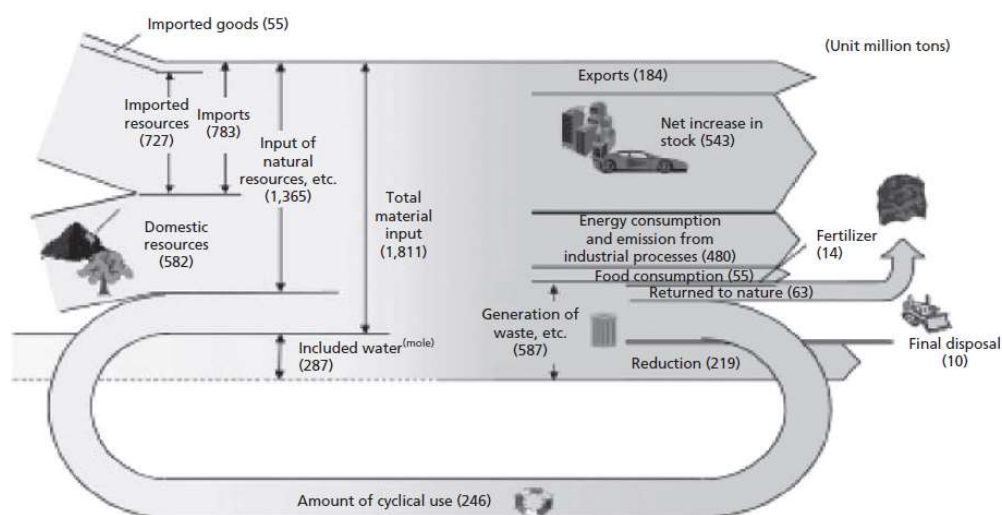 Imported goods (55)
(Unit million tons)
Exports (184)
Imported
resources
(727)
Imports
(783)
Net increase in
stock (543)
Input of
natural
resources, etc.
(1,365)
Total
material
input
(1,811)
Domestic
resources
(582)
Energy consumption
and emission from
industrial processes (480)
Fertilizer
(14)
Food consumption (55)
Returned to nature (63)
Generation of
waste, etc.
(587)
Included water(mole)
(287)
Reduction (219)
Final disposal
(10)
Amount of cyclical use (246)